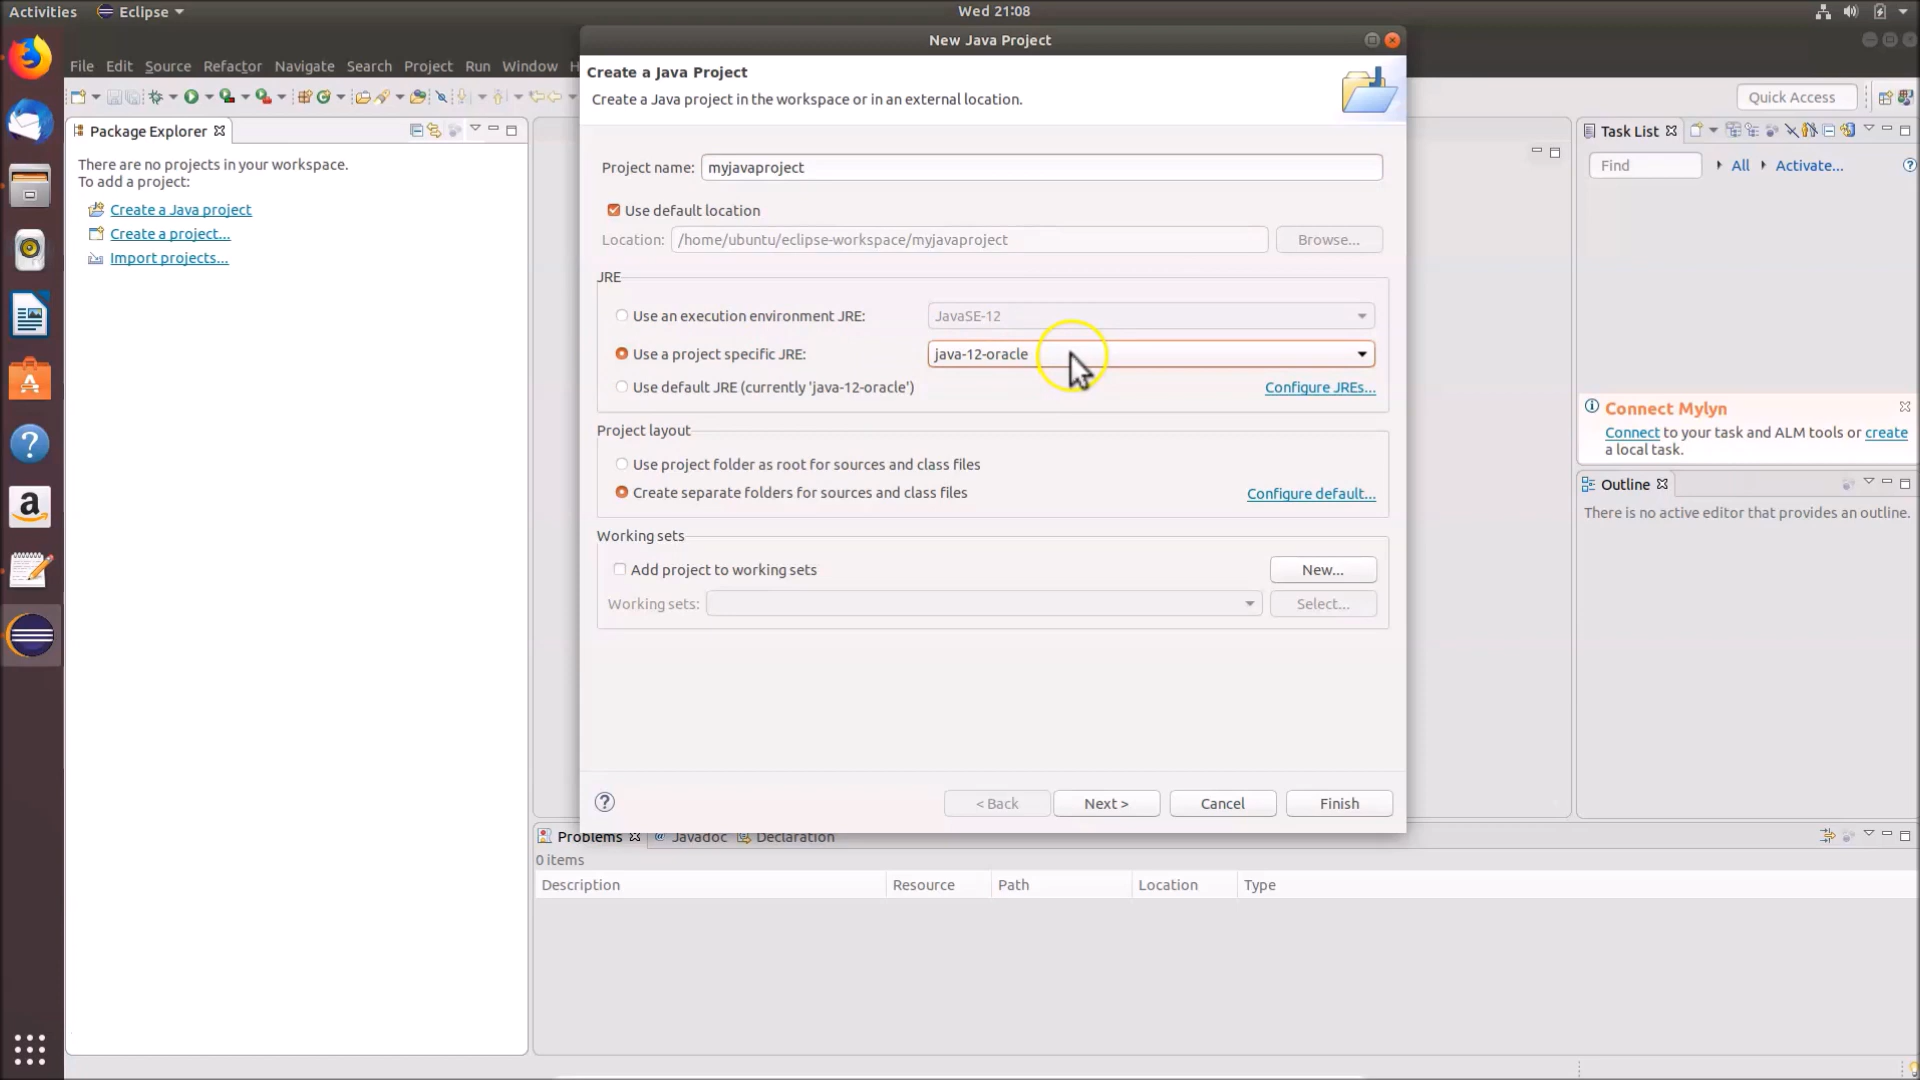 Activities Eclipse Wed 21:08
New Java Project
File Edit Source Refactor Navigate Search Project Run Window
Create a Java Project
Create a Java project in the workspace or in an external location.
Quick Access
Package Explorer
There are no projects in your workspace.
To add a project:
Create a Java project
Create a project...
Import projects...
Project name: myjavaproject
Use default location
Location: /home/ubuntu/eclipse-workspace/myjavaproject Browse...
JRE
Use an execution environment JRE: JavaSE-12
Use a project specific JRE: java-12-oracle
Use default JRE (currently 'java-12-oracle') Configure JREs...
Project layout
Use project folder as root for sources and class files
Create separate folders for sources and class files Configure default...
Working sets
Add project to working sets New...
Working sets: Select...
< Back Next > Cancel Finish
Task List
Find All Activate...
Connect Mylyn
Connect to your task and ALM tools or create
a local task.
Outline
There is no active editor that provides an outline.
Problems Javadoc Declaration
0 items
Description Resource Path Location Type